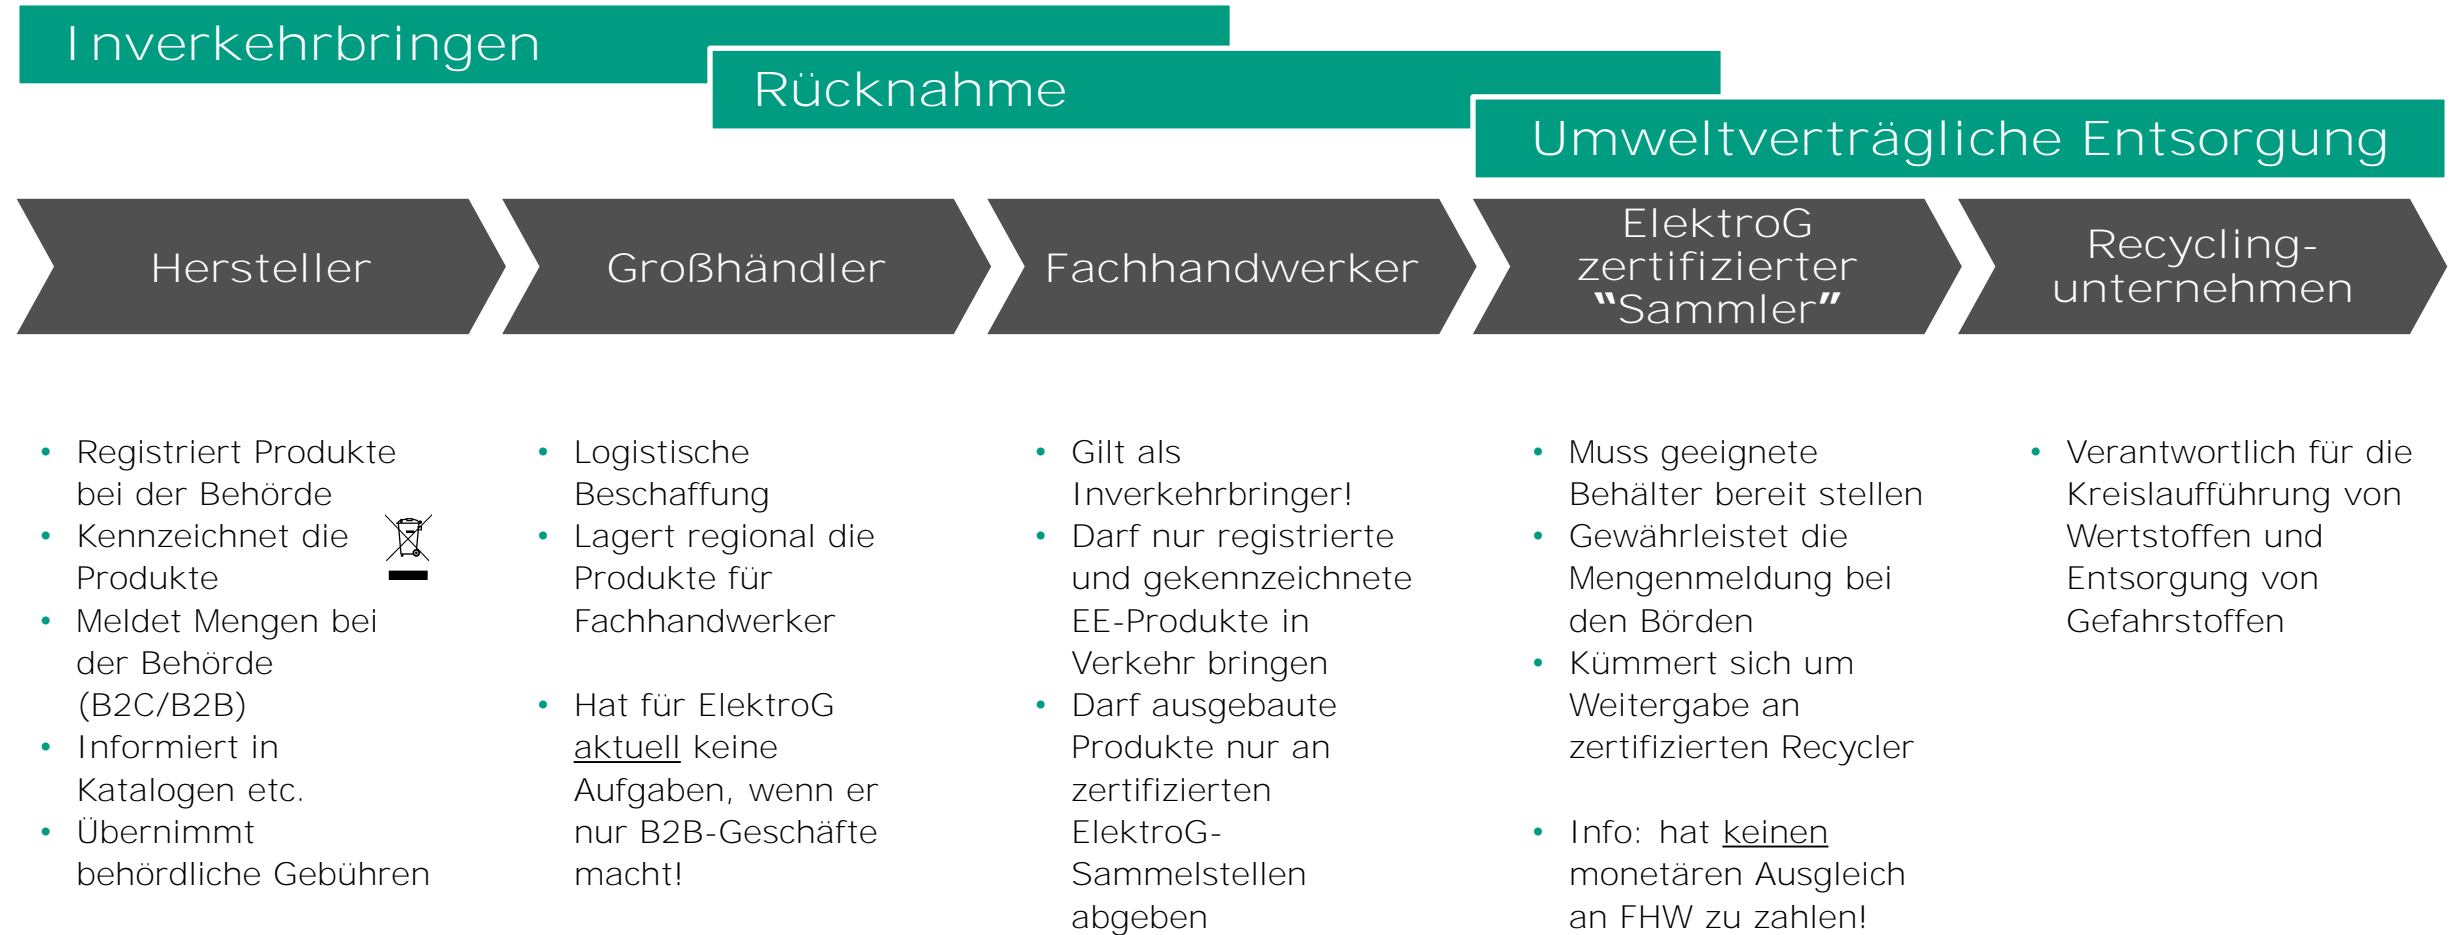 Inverkehrbringen
Rücknahme
Umweltverträgliche Entsorgung
Hersteller
Großhändler
Fachhandwerker
ElektroG
zertifizierter
“Sammler”
Recycling-
unternehmen
• Registriert Produkte
bei der Behörde
• Kennzeichnet die
Produkte
• Meldet Mengen bei
der Behörde
(B2C/B2B)
• Informiert in
Katalogen etc.
• Übernimmt
behördliche Gebühren
• Logistische
Beschaffung
• Lagert regional die
Produkte für
Fachhandwerker
• Hat für ElektroG
aktuell keine
Aufgaben, wenn er
nur B2B-Geschäfte
macht!
• Gilt als
Inverkehrbringer!
• Darf nur registrierte
und gekennzeichnete
EE-Produkte in
Verkehr bringen
• Darf ausgebaute
Produkte nur an
zertifizierten
ElektroG-
Sammelstellen
abgeben
• Muss geeignete
Behälter bereit stellen
• Gewährleistet die
Mengenmeldung bei
den Börden
• Kümmert sich um
Weitergabe an
zertifizierten Recycler
• Info: hat keinen
monetären Ausgleich
an FHW zu zahlen!
• Verantwortlich für die
Kreislaufführung von
Wertstoffen und
Entsorgung von
Gefahrstoffen